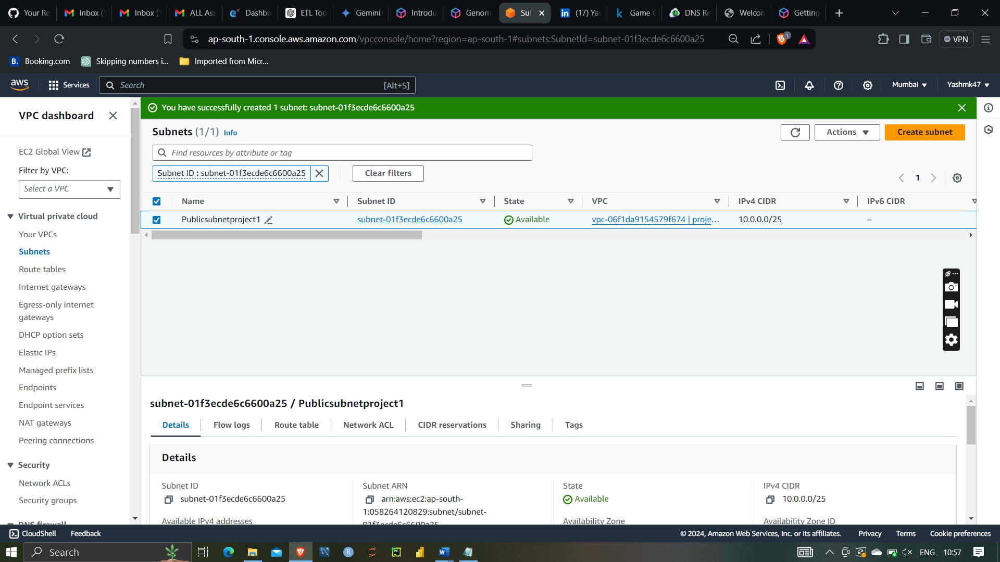 Your Re
Inbox (
Inbox (
ALL Ass
Dashbo
ETL Too
Gemini
Introdu
Genom
Su
(17) Yas
Game
DNS Re
Welcom
Getting
ap-south-1.console.aws.amazon.com/vpcconsole/home?region=ap-south-1#subnets:SubnetId=subnet-01f3ecde6c6600a25
1
VPN
B. Booking.com
Skipping numbers i...
Imported from Micr...
aws
Services
Search
[Alt+S]
Mumbai
Yashmk47
VPC dashboard
You have successfully created 1 subnet: subnet-01f3ecde6c6600a25
EC2 Global View
Filter by VPC:
Select a VPC
Virtual private cloud
Your VPCs
Subnets
Route tables
Internet gateways
Egress-only internet
gateways
DHCP option sets
Elastic IPs
Managed prefix lists
Endpoints
Endpoint services
NAT gateways
Peering connections
Security
Network ACLs
Security groups
DNS firewall
Subnets (1/1) Info
Actions
Create subnet
Find resources by attribute or tag
Subnet ID : subnet-01f3ecde6c6600a25
Clear filters
1
Name
Subnet ID
State
VPC
IPv4 CIDR
IPv6 CIDR
Publicsubnetproject1
subnet-01f3ecde6c6600a25
Available
vpc-06f1da9154579f674 | proje...
10.0.0.0/25
–
subnet-01f3ecde6c6600a25 / Publicsubnetproject1
Details
Flow logs
Route table
Network ACL
CIDR reservations
Sharing
Tags
Details
Subnet ID
subnet-01f3ecde6c6600a25
Subnet ARN
arn:aws:ec2:ap-south-
1:058264120829:subnet/subnet-
01f3ecde6c6600a25
State
Available
IPv4 CIDR
10.0.0.0/25
Available IPv4 addresses
Availability Zone
Availability Zone ID
CloudShell
Feedback
© 2024, Amazon Web Services, Inc. or its affiliates.
Privacy
Terms
Cookie preferences
Search
ENG
10:57